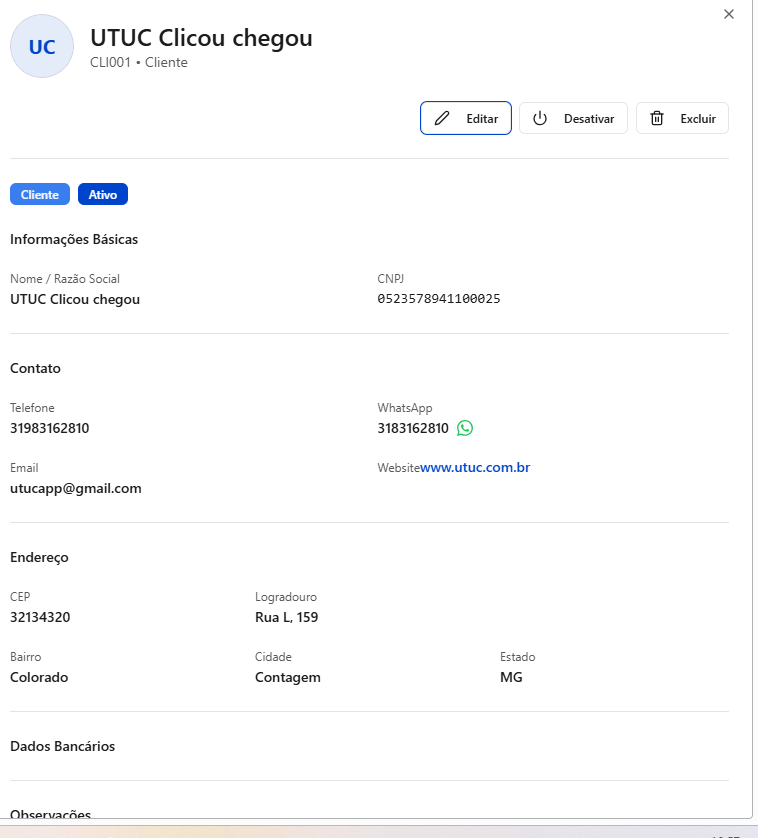 UC
UTUC Clicou chegou
CLI001 • Cliente
Editar Desativar Excluir
Cliente Ativo
Informações Básicas
Nome / Razão Social CNPJ
UTUC Clicou chegou 0523578941100025
Contato
Telefone WhatsApp
31983162810 3183162810
Email Websitewww.utuc.com.br
utucapp@gmail.com
Endereço
CEP Logradouro
32134320 Rua L, 159
Bairro Cidade Estado
Colorado Contagem MG
Dados Bancários
Observações